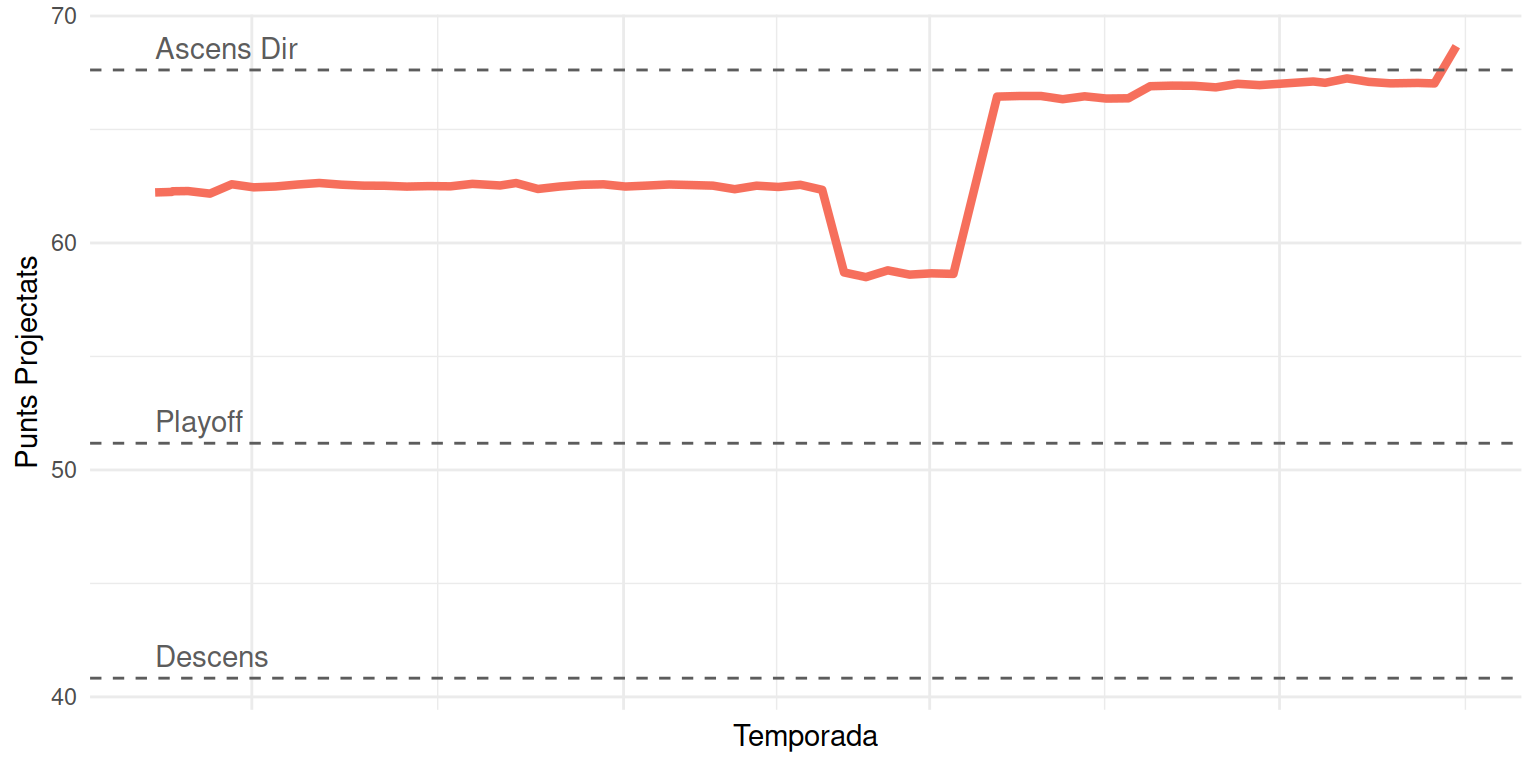 70
Ascens Dir
60
Punts Projectats
Playoff
50
Descens
40
Temporada